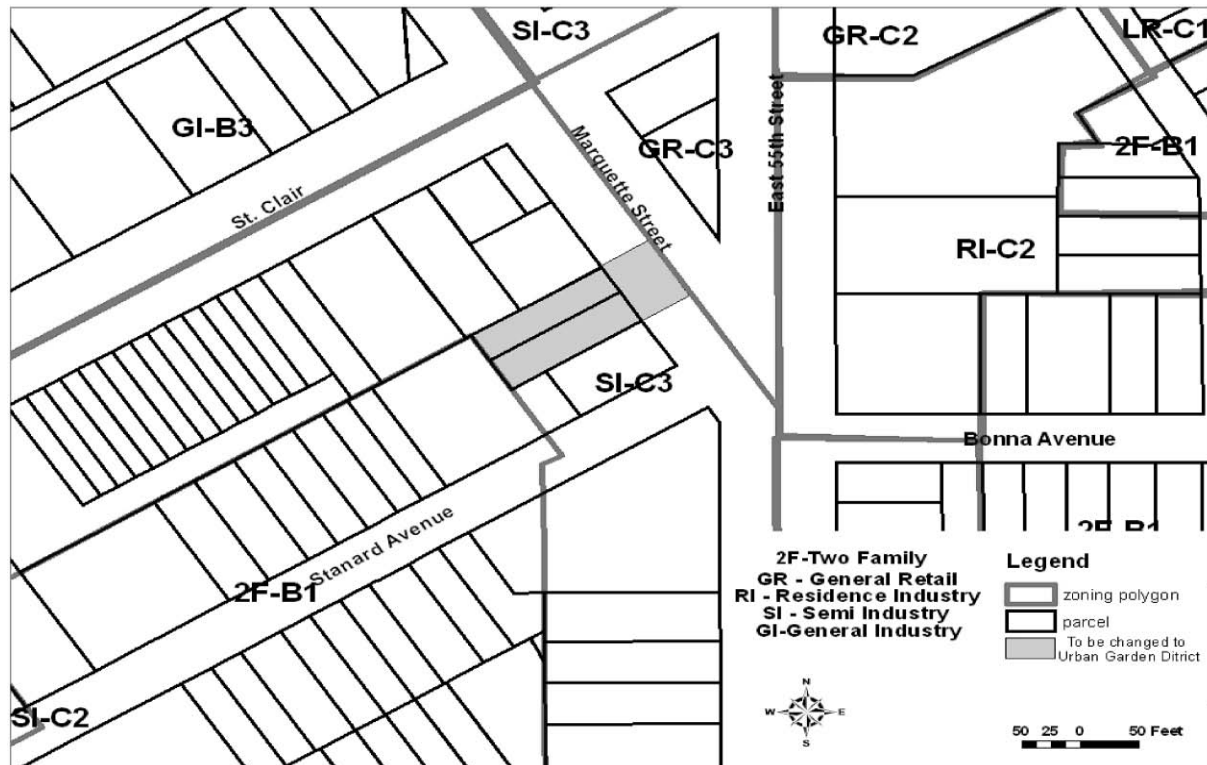 SI-C3
GR-C2
LR-C1
GI-B3
Marquette Street
GR-C3
East 55th Street
2F-B1
St. Clair
RI-C2
SI-C3
Bonna Avenue
Stanard Avenue
2F-B1
2F-B1
SI-C2
2F-Two Family
GR - General Retail
RI - Residence Industry
SI - Semi Industry
GI-General Industry
Legend
zoning polygon
parcel
To be changed to
Urban Garden Ditrict
N
W E
S
50 25 0 50 Feet